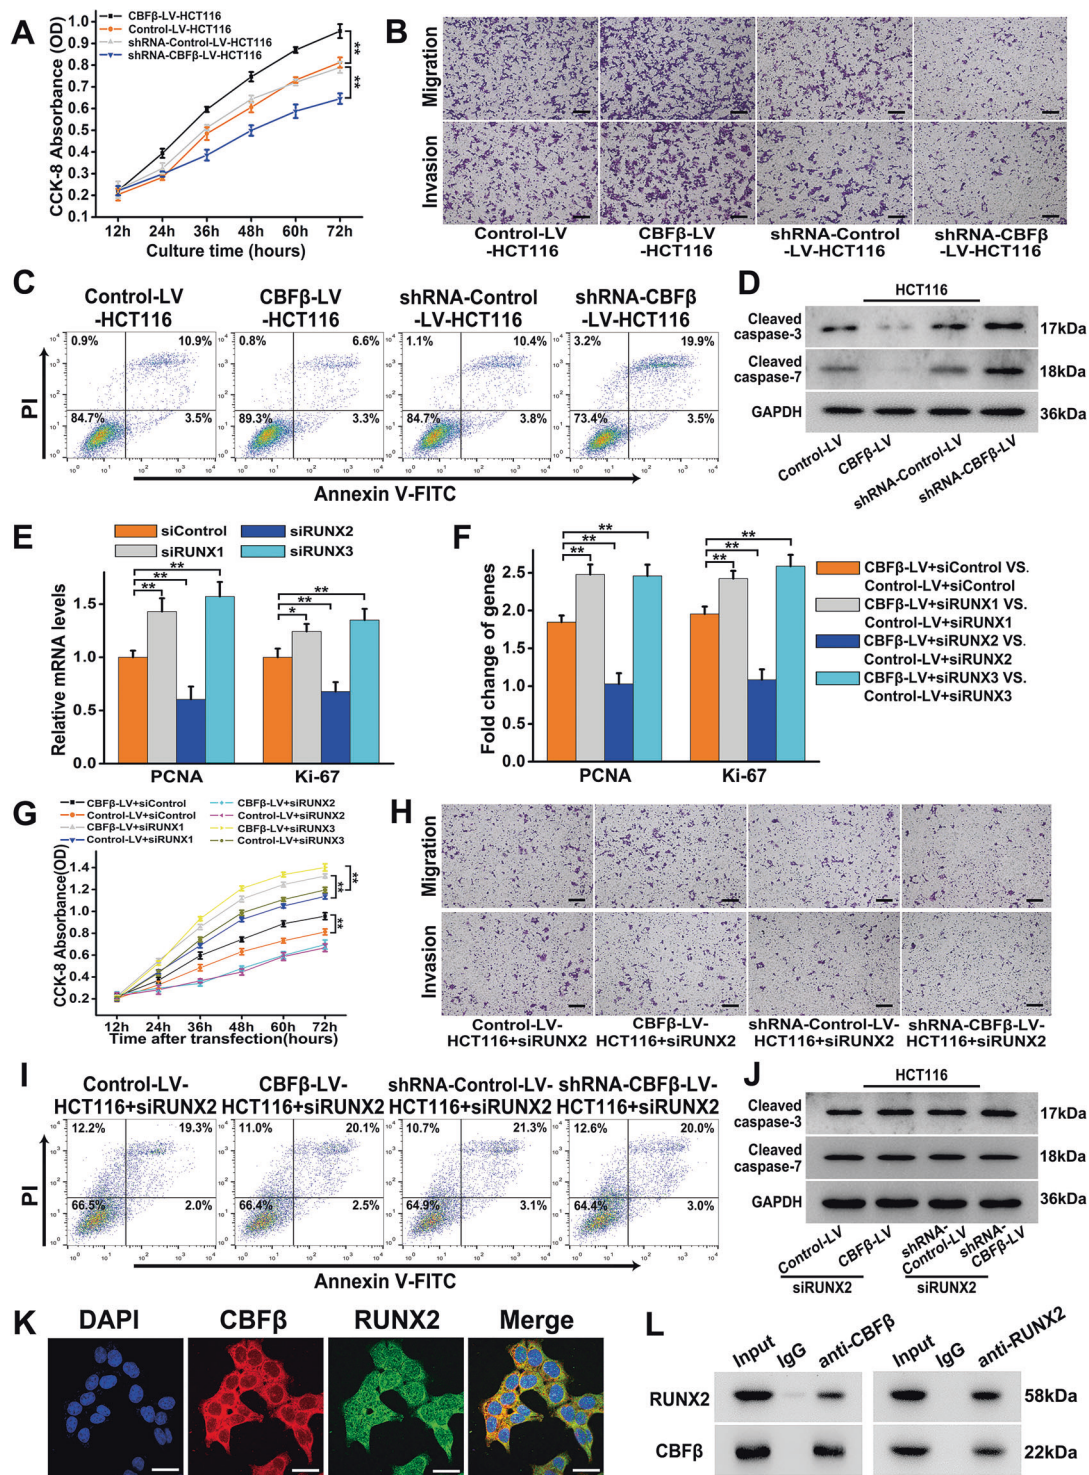 A
CBFβ-LV-HCT116
Control-LV-HCT116
shRNA-Control-LV-HCT116
shRNA-CBFβ-LV-HCT116
CCK-8 Absorbance (OD)
1.0
0.9
0.8
0.7
0.6
0.5
0.4
0.3
0.2
0.1
**
**
12h 24h 36h 48h 60h 72h
Culture time (hours)
B
Migration
Invasion
Control-LV
-HCT116
CBFβ-LV
-HCT116
shRNA-Control
-LV-HCT116
shRNA-CBFβ
-LV-HCT116
C
Control-LV
-HCT116
CBFβ-LV
-HCT116
shRNA-Control
-LV-HCT116
shRNA-CBFβ
-LV-HCT116
0.9% 10.9%
84.7% 3.5%
0.8% 6.6%
89.3% 3.3%
1.1% 10.4%
84.7% 3.8%
3.2% 19.9%
73.4% 3.5%
PI
Annexin V-FITC
D
HCT116
Cleaved
caspase-3
17kDa
Cleaved
caspase-7
18kDa
GAPDH
36kDa
Control-LV
CBFβ-LV
shRNA-Control-LV
shRNA-CBFβ-LV
E
siControl
siRUNX2
siRUNX1
siRUNX3
Relative mRNA levels
1.5
1.0
0.5
0.0
**
**
**
*
**
**
PCNA Ki-67
F
Fold change of genes
2.5
2.0
1.5
1.0
0.5
0.0
**
**
**
**
**
**
PCNA Ki-67
CBFβ-LV+siControl VS.
Control-LV+siControl
CBFβ-LV+siRUNX1 VS.
Control-LV+siRUNX1
CBFβ-LV+siRUNX2 VS.
Control-LV+siRUNX2
CBFβ-LV+siRUNX3 VS.
Control-LV+siRUNX3
G
CBFβ-LV+siControl
Control-LV+siControl
CBFβ-LV+siRUNX1
Control-LV+siRUNX1
CBFβ-LV+siRUNX2
Control-LV+siRUNX2
CBFβ-LV+siRUNX3
Control-LV+siRUNX3
CCK-8 Absorbance(OD)
1.4
1.2
1.0
0.8
0.6
0.4
0.2
**
**
**
12h 24h 36h 48h 60h 72h
Time after transfection(hours)
H
Migration
Invasion
Control-LV-
HCT116+siRUNX2
CBFβ-LV-
HCT116+siRUNX2
shRNA-Control-LV-
HCT116+siRUNX2
shRNA-CBFβ-LV-
HCT116+siRUNX2
I
Control-LV-
HCT116+siRUNX2
CBFβ-LV-
HCT116+siRUNX2
shRNA-Control-LV-
HCT116+siRUNX2
shRNA-CBFβ-LV-
HCT116+siRUNX2
12.2% 19.3%
66.5% 2.0%
11.0% 20.1%
66.4% 2.5%
10.7% 21.3%
64.9% 3.1%
12.6% 20.0%
64.4% 3.0%
PI
Annexin V-FITC
J
HCT116
Cleaved
caspase-3
17kDa
Cleaved
caspase-7
18kDa
GAPDH
36kDa
Control-LV
CBFβ-LV
shRNA-
Control-LV
shRNA-
CBFβ-LV
siRUNX2
siRUNX2
K
DAPI
CBFβ
RUNX2
Merge
L
Input IgG anti-CBFβ
Input IgG anti-RUNX2
RUNX2
58kDa
CBFβ
22kDa